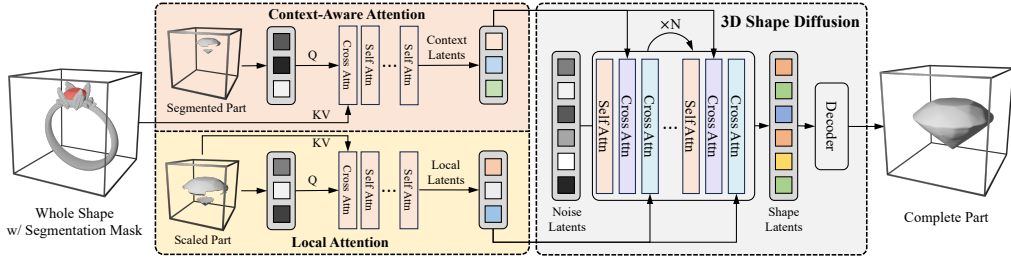 Whole Shape
w/ Segmentation Mask
Context-Aware Attention
Segmented Part
Q
KV
Cross Attn
Self Attn
...
Self Attn
Context
Latents
Scaled Part
KV
Q
Cross Attn
Self Attn
...
Self Attn
Local
Latents
Local Attention
3D Shape Diffusion
×N
Noise
Latents
Self Attn
Cross Attn
Cross Attn
...
Self Attn
Cross Attn
Cross Attn
Shape
Latents
Decoder
Complete Part